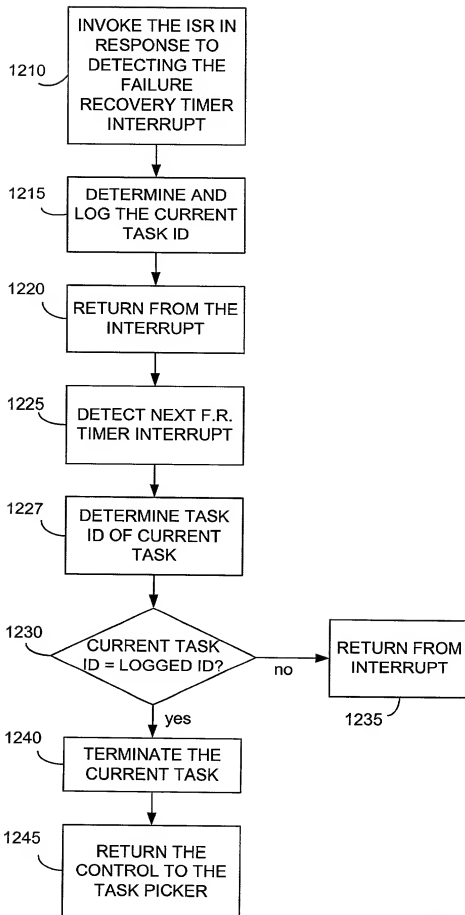 1210
INVOKE THE ISR IN
RESPONSE TO
DETECTING THE
FAILURE
RECOVERY TIMER
INTERRUPT
1215
DETERMINE AND
LOG THE CURRENT
TASK ID
1220
RETURN FROM THE
INTERRUPT
1225
DETECT NEXT F.R.
TIMER INTERRUPT
1227
DETERMINE TASK
ID OF CURRENT
TASK
1230
CURRENT TASK
ID = LOGGED ID?
no
RETURN FROM
INTERRUPT
1235
yes
1240
TERMINATE THE
CURRENT TASK
1245
RETURN THE
CONTROL TO THE
TASK PICKER